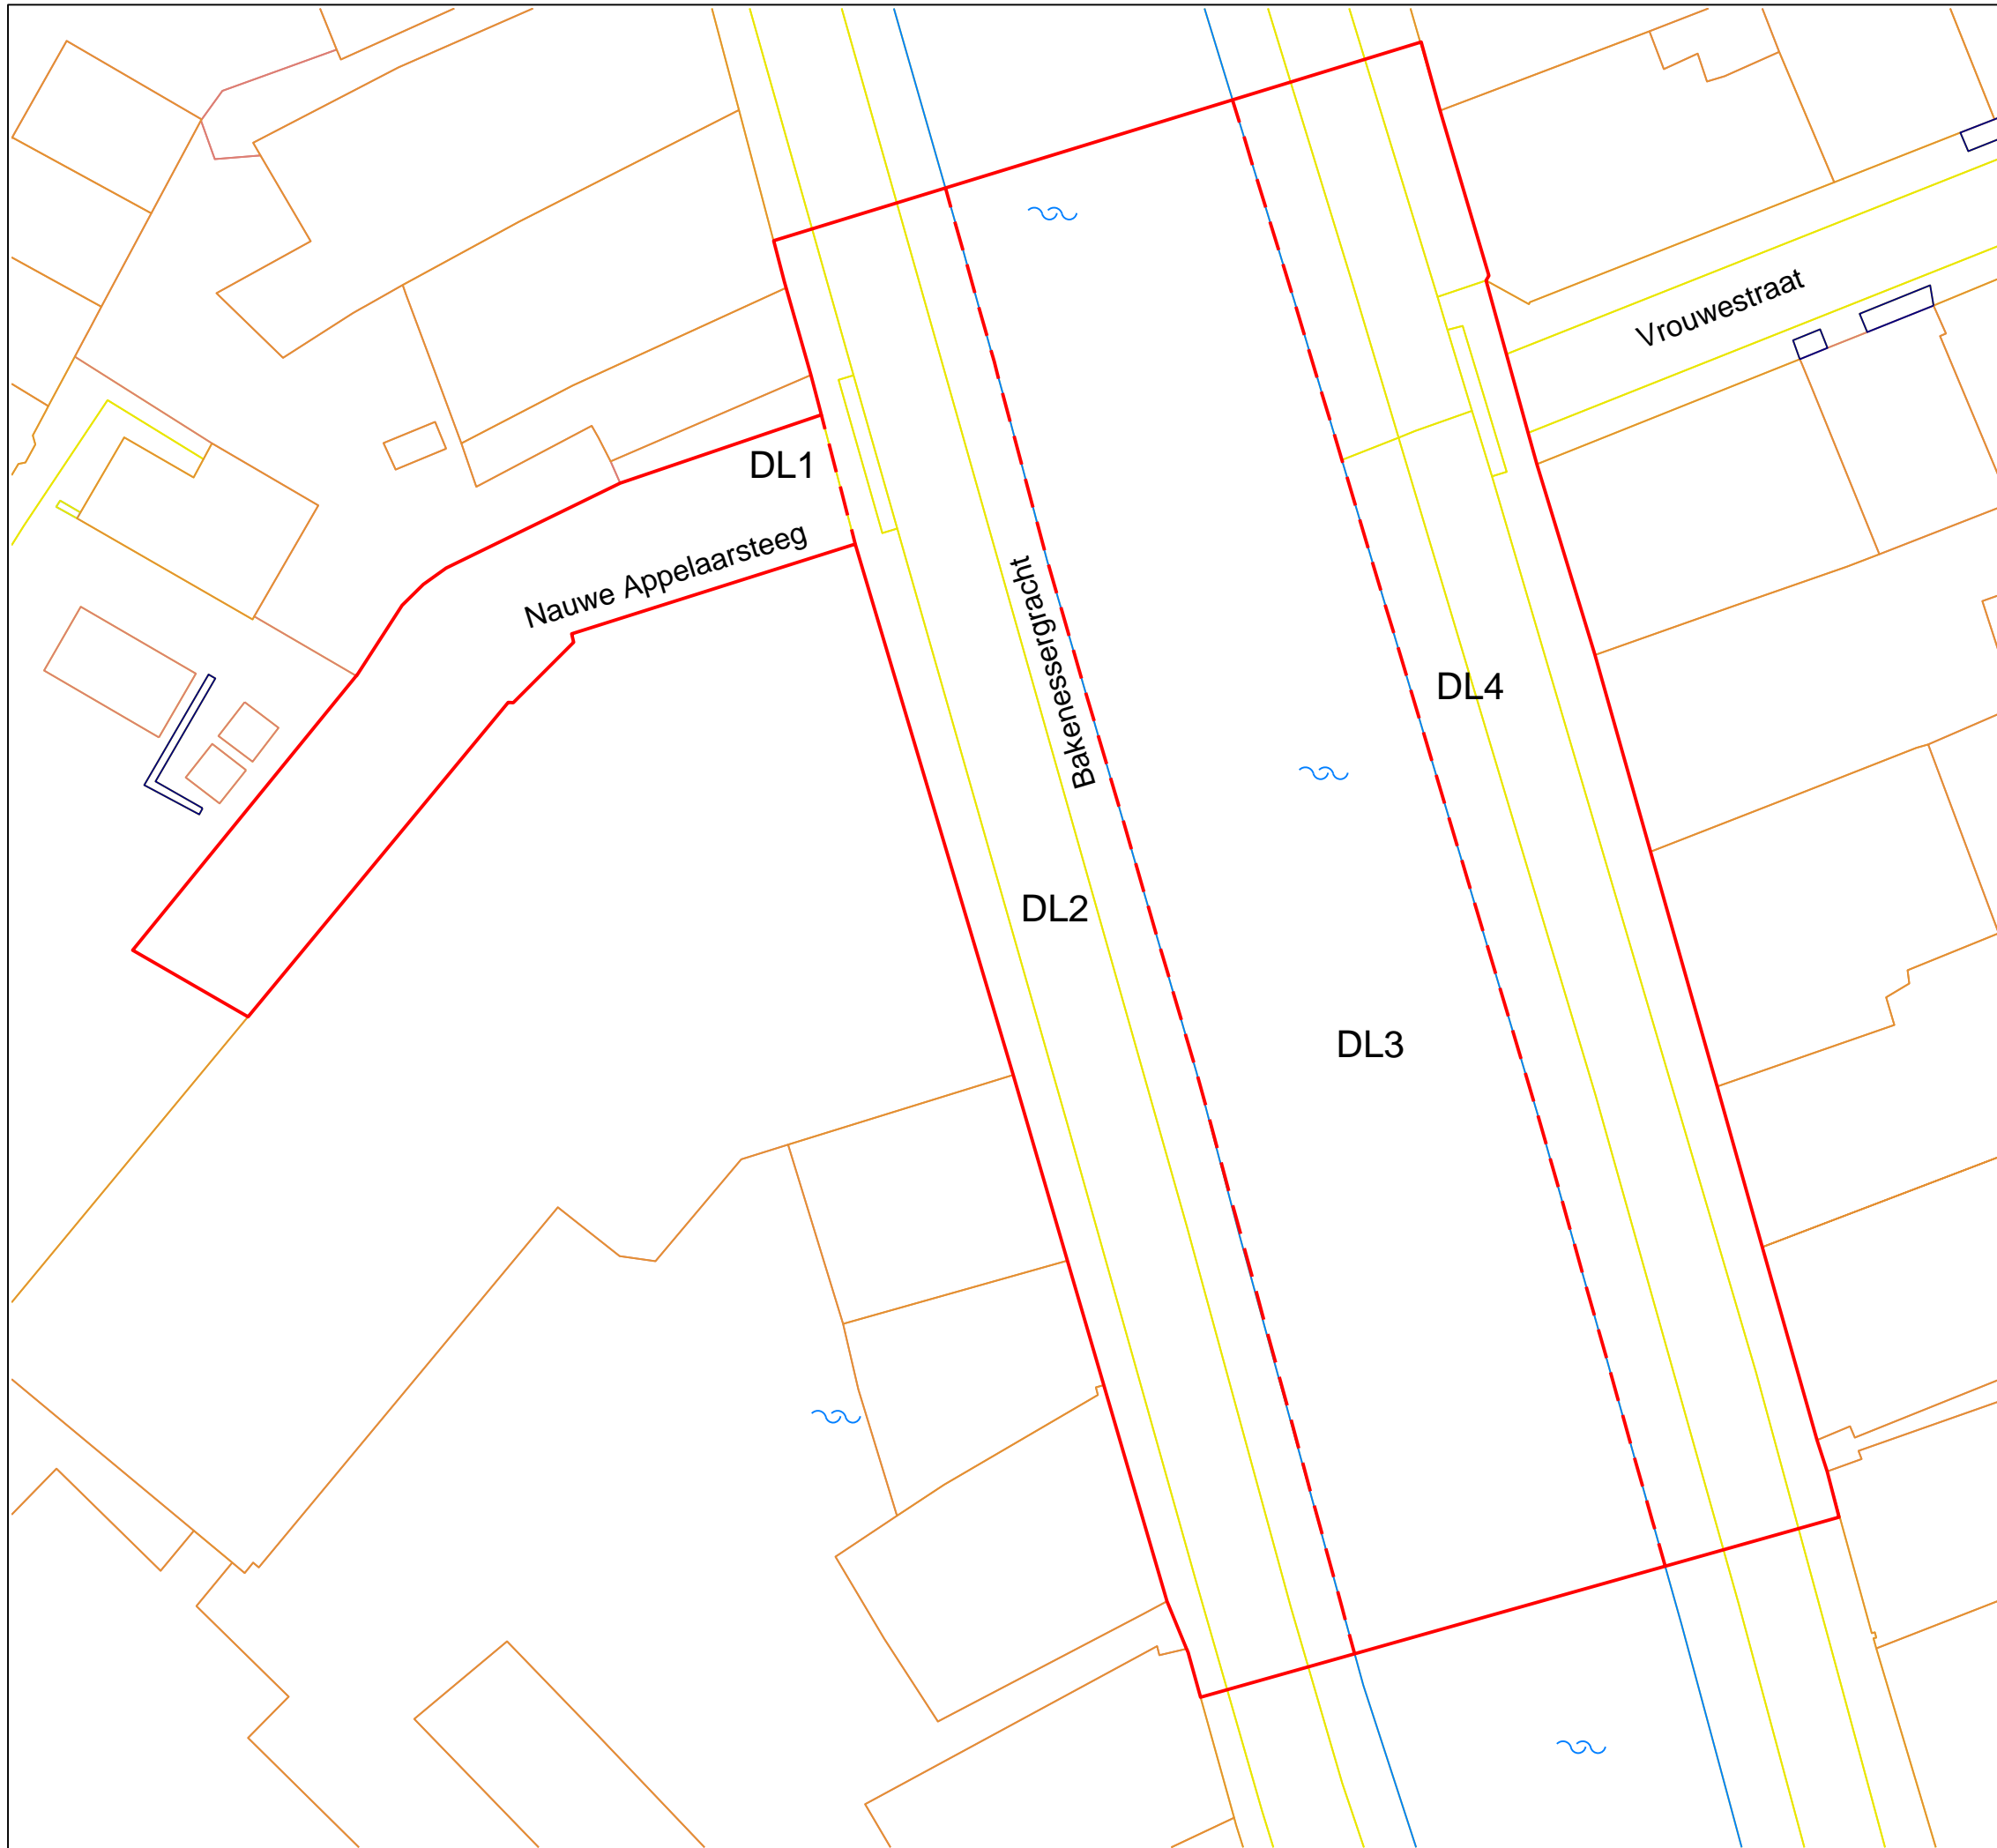 Vrouwestraat
DL1
Nauwe Appelaarsteeg
Bakenessergracht
DL4
DL2
DL3